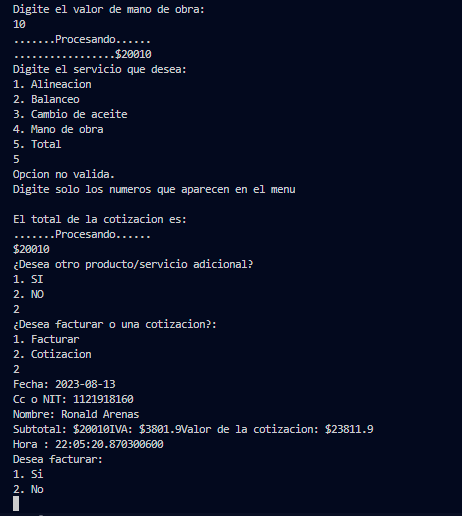 Digite el valor de mano de obra:
10
.......Procesando......
.................$20010
Digite el servicio que desea:
1. Alineacion
2. Balanceo
3. Cambio de aceite
4. Mano de obra
5. Total
5
Opcion no valida.
Digite solo los numeros que aparecen en el menu
El total de la cotizacion es:
.......Procesando......
$20010
¿Desea otro producto/servicio adicional?
1. SI
2. NO
2
¿Desea facturar o una cotizacion?:
1. Facturar
2. Cotizacion
2
Fecha: 2023-08-13
Cc o NIT: 1121918160
Nombre: Ronald Arenas
Subtotal: $20010IVA: $3801.9Valor de la cotizacion: $23811.9
Hora : 22:05:20.870300600
Desea facturar:
1. Si
2. No